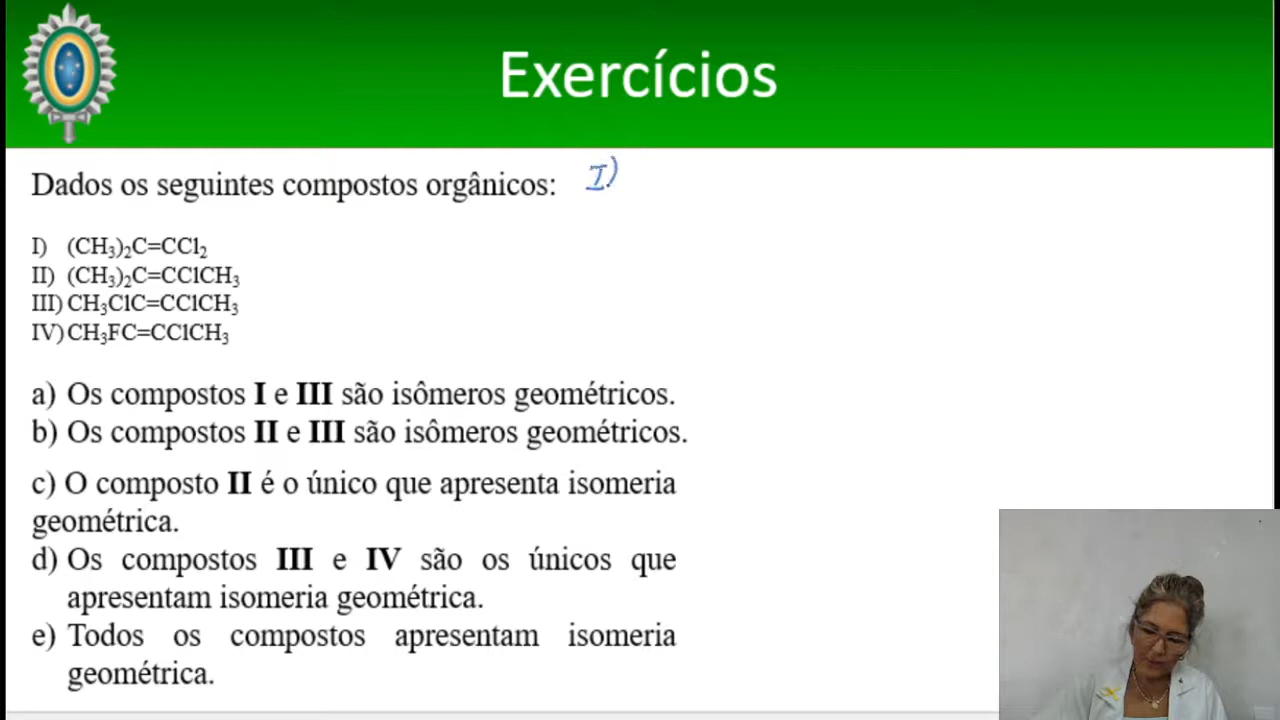 Exercícios
Dados os seguintes compostos orgânicos: I)
I) (CH₃)₂C=CCl₂
II) (CH₃)₂C=CClCH₃
III) CH₃ClC=CClCH₃
IV) CH₃FC=CClCH₃
a) Os compostos I e III são isômeros geométricos.
b) Os compostos II e III são isômeros geométricos.
c) O composto II é o único que apresenta isomeria
geométrica.
d) Os compostos III e IV são os únicos que
apresentam isomeria geométrica.
e) Todos os compostos apresentam isomeria
geométrica.